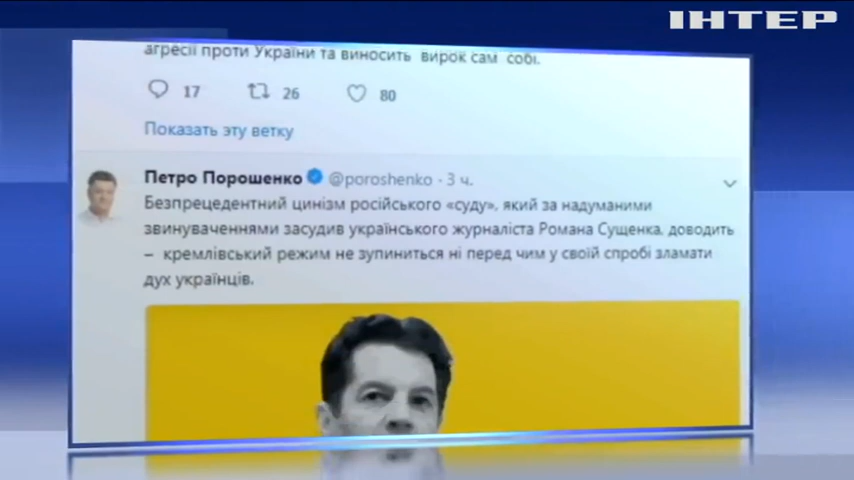 ІНТЕР
агресії проти України та виносить вирок сам собі.
17 26 80
Показать эту ветку
Петро Порошенко @poroshenko · 3 ч.
Безпрецедентний цинізм російського «суду», який за надуманими
звинуваченнями засудив українського журналіста Романа Сущенка, доводить
– кремлівський режим не зупиниться ні перед чим у своїй спробі зламати
дух українців.